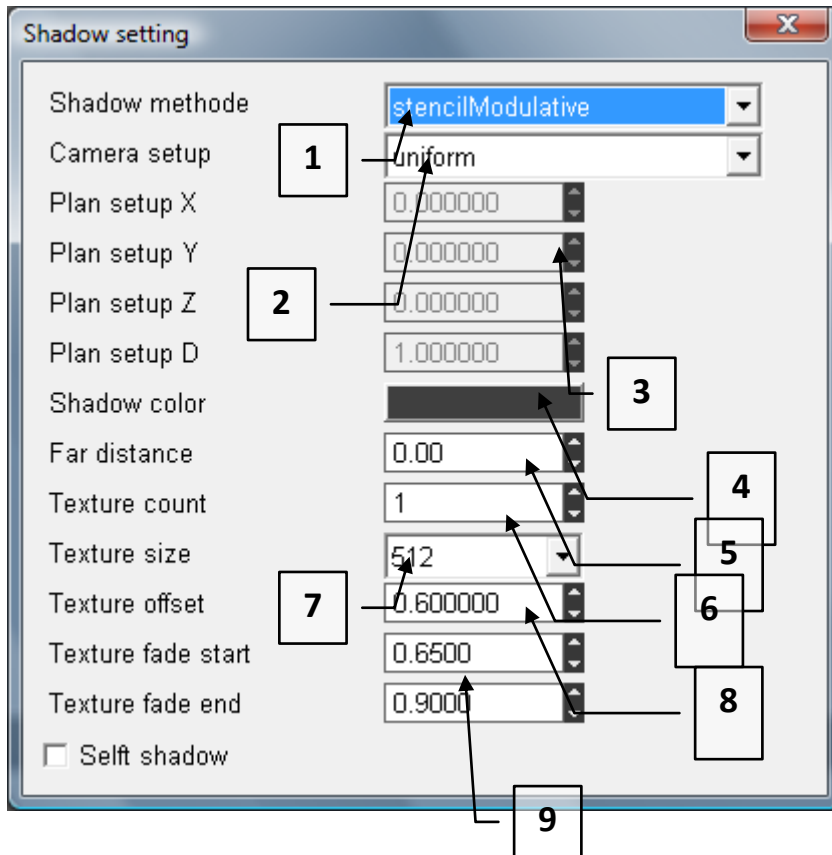 Shadow setting
Shadow methode stencilModulative
1
Camera setup uniform
Plan setup X 0.000000
Plan setup Y 0.000000
2
Plan setup Z 0.000000
Plan setup D 1.000000
3
Shadow color
Far distance 0.00
4
Texture count 1
5
Texture size 512
7
Texture offset 0.600000
6
Texture fade start 0.6500
Texture fade end 0.9000
8
Selft shadow
9